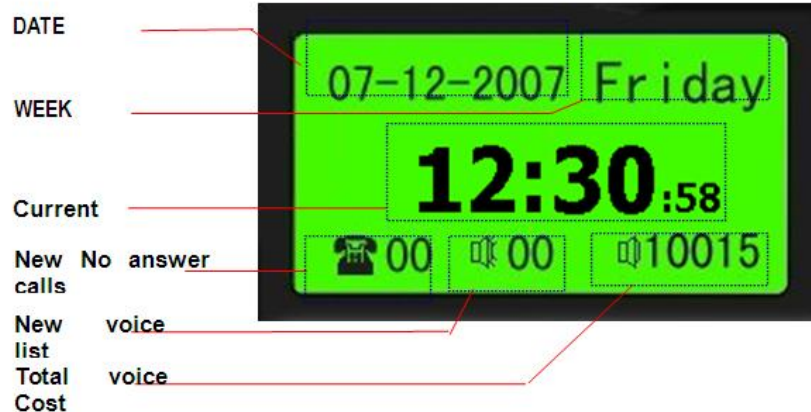 DATE
07-12-2007 Friday
WEEK
12:30:58
Current
00 00 10015
New No answer
calls
New voice
list
Total voice
Cost